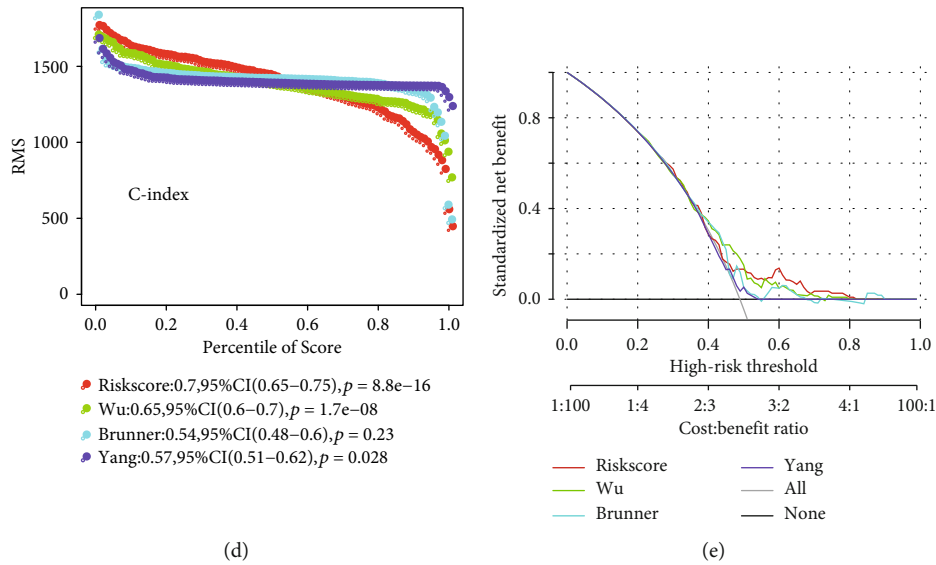 1500
1000
500
0
RMS
C-index
0.0 0.2 0.4 0.6 0.8 1.0
Percentile of Score
Riskscore:0.7,95%CI(0.65−0.75), p = 8.8e−16
Wu:0.65,95%CI(0.6−0.7), p = 1.7e−08
Brunner:0.54,95%CI(0.48−0.6), p = 0.23
Yang:0.57,95%CI(0.51−0.62), p = 0.028
(d)
0.8
0.4
0.0
Standardized net benefit
0.0 0.2 0.4 0.6 0.8 1.0
High-risk threshold
1:100 1:4 2:3 3:2 4:1 100:1
Cost:benefit ratio
Riskscore
Wu
Brunner
Yang
All
None
(e)